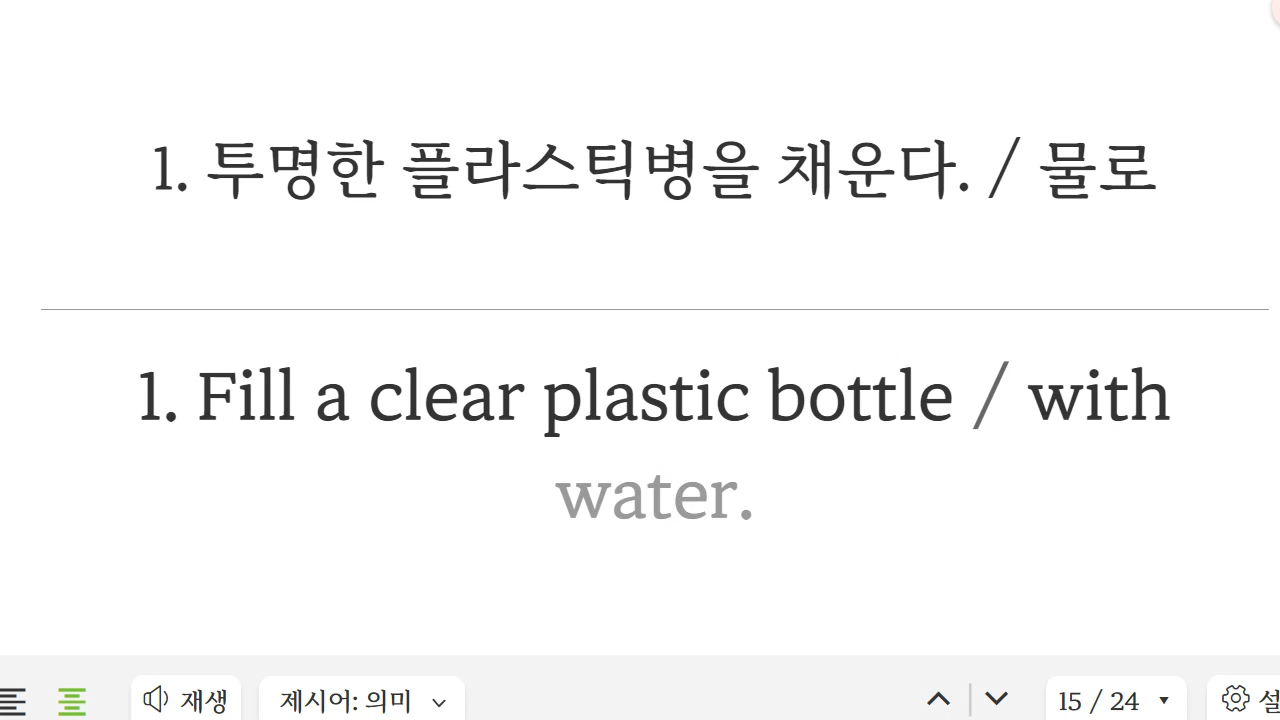 1. 투명한 플라스틱병을 채운다. / 물로
1. Fill a clear plastic bottle / with
water.
재생 제시어: 의미 15 / 24